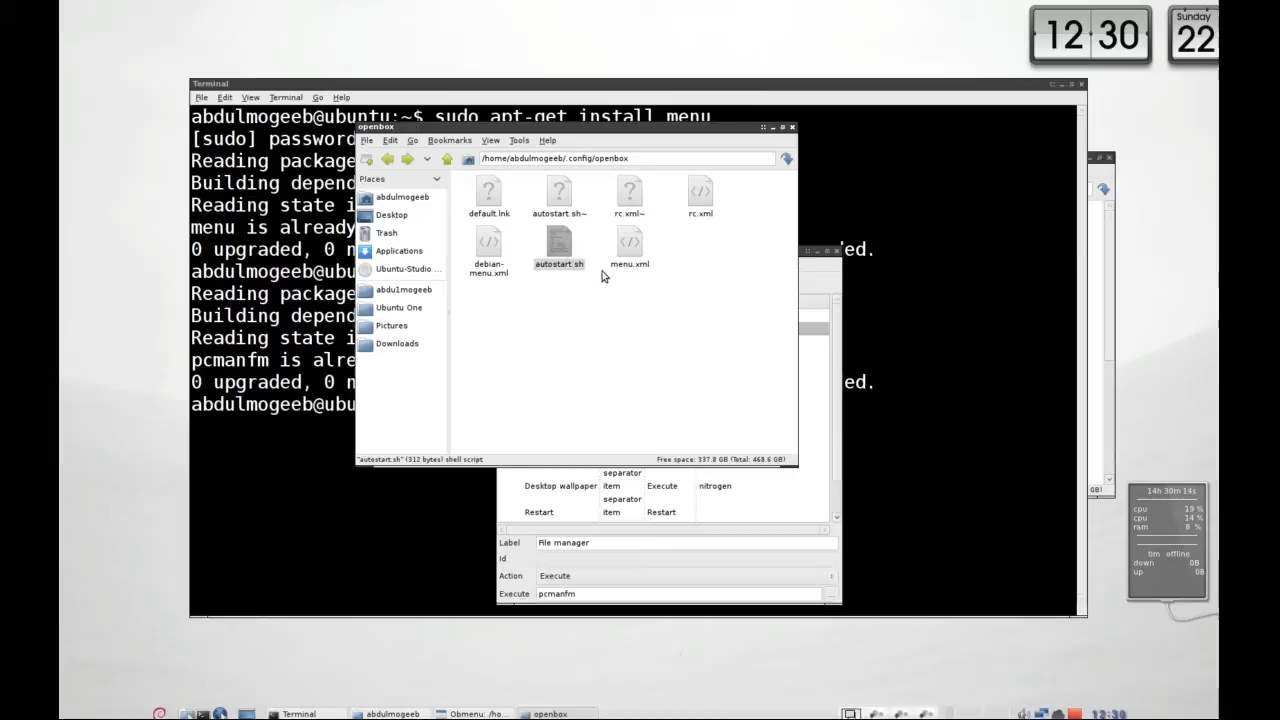 12 30
Sunday
22
Terminal
File Edit View Terminal Go Help
abdulmogeeb@ubuntu:~$ sudo apt-get install menu
[sudo] password
Reading package
Building depend
Reading state i
menu is already
0 upgraded, 0 n ed.
abdulmogeeb@ubu
Reading package
Building depend
Reading state i
pcmanfm is alre
0 upgraded, 0 n ed.
abdulmogeeb@ubu
openbox
File Edit Go Bookmarks View Tools Help
/home/abdulmogeeb/.config/openbox
Places
abdulmogeeb
Desktop
Trash
Applications
Ubuntu-Studio ...
abdu1mogeeb
Ubuntu One
Pictures
Downloads
default.lnk autostart.sh~ rc.xml~ rc.xml
debian-menu.xml autostart.sh menu.xml
"autostart.sh" (312 bytes) shell script Free space: 337.8 GB (Total: 468.6 GB)
separator
Desktop wallpaper item Execute nitrogen
separator
Restart item Restart
Label File manager
Id
Action Execute
Execute pcmanfm ...
GB)
14h 30m 14s
cpu 19 %
cpu 14 %
ram 8 %
tim offline
down 0B
up 0B
Terminal abdulmogeeb Obmenu: /ho... openbox 12:30